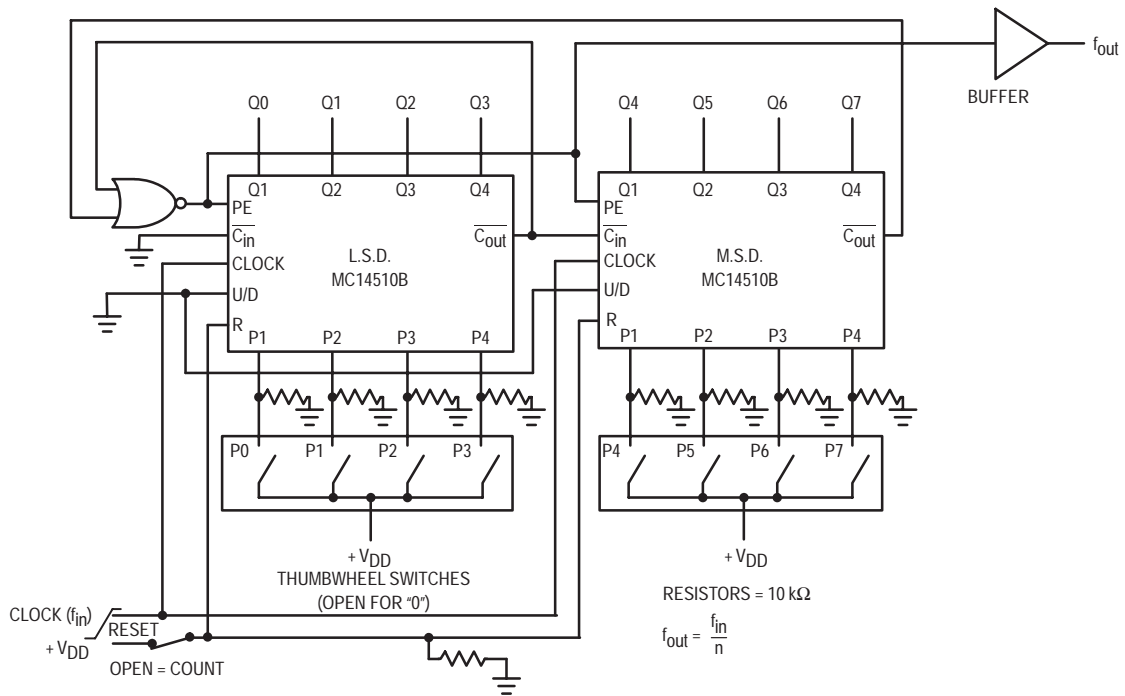 f_out
BUFFER
Q0 Q1 Q2 Q3 Q4 Q5 Q6 Q7
Q1 Q2 Q3 Q4 Q1 Q2 Q3 Q4
PE PE
C_in C_out C_in C_out
L.S.D. M.S.D.
CLOCK CLOCK
MC14510B MC14510B
U/D U/D
R R
P1 P2 P3 P4 P1 P2 P3 P4
P0 P1 P2 P3 P4 P5 P6 P7
+ V_DD + V_DD
THUMBWHEEL SWITCHES
(OPEN FOR “0”)
RESISTORS = 10 kΩ
CLOCK (f_in)
RESET
+ V_DD
OPEN = COUNT
f_out = f_in
n